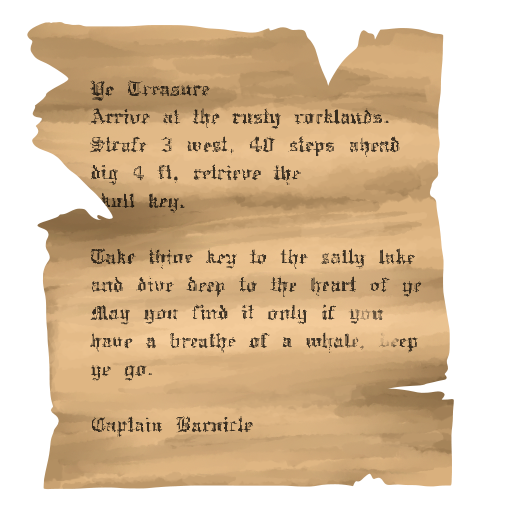 Ye Treasure
Arrive at the rusty rocklands.
Strafe 3 west, 40 steps ahead
dig 4 ft, retrieve the
skull key.
Take thine key to the salty lake
and dive deep to the heart of ye
May you find it only if you
have a breathe of a whale. Deep
ye go.
Captain Barnicle